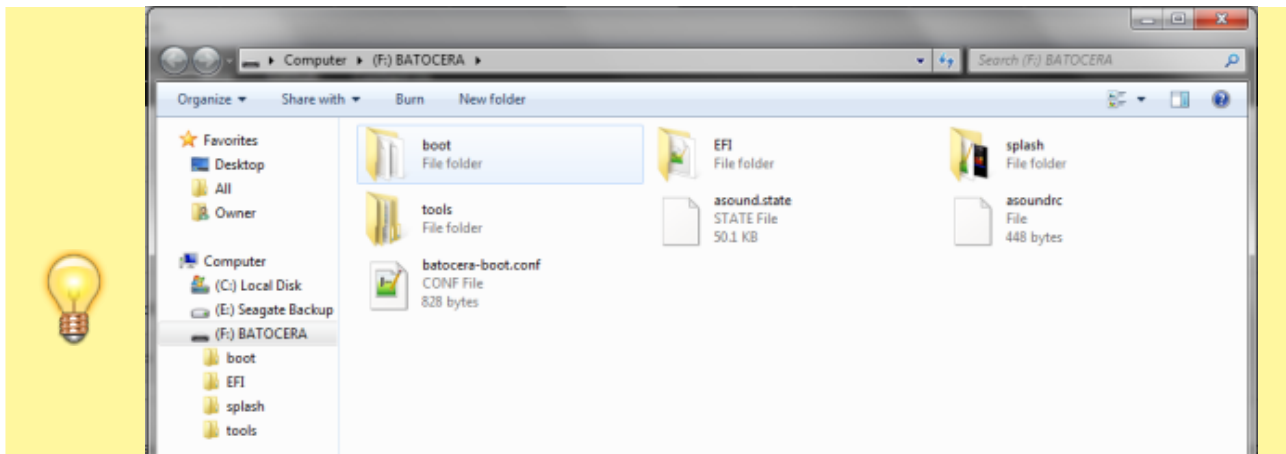 Computer (F:) BATOCERA Search (F:) BATOCERA
Organize Share with Burn New folder
Favorites
Desktop
All
Owner
Computer
(C:) Local Disk
(E:) Seagate Backup
(F:) BATOCERA
boot
EFI
splash
tools
boot
File folder
EFI
File folder
splash
File folder
tools
File folder
asound.state
STATE File
50.1 KB
asoundrc
File
448 bytes
batocera-boot.conf
CONF File
828 bytes